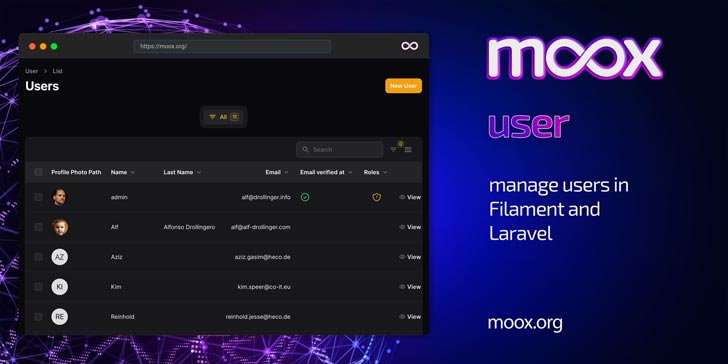 https://moox.org/
User > List
Users
New User
All 11
Search
0
Profile Photo Path Name Last Name Email Email verified at Roles
admin alf@drollinger.info View
Alf Alfonso Drollingero alf@alf-drollinger.com View
AZ Aziz aziz.gasim@heco.de View
KI Kim kim.speer@co-it.eu View
RE Reinhold reinhold.jesse@heco.de View
moox
user
manage users in
Filament and
Laravel
moox.org